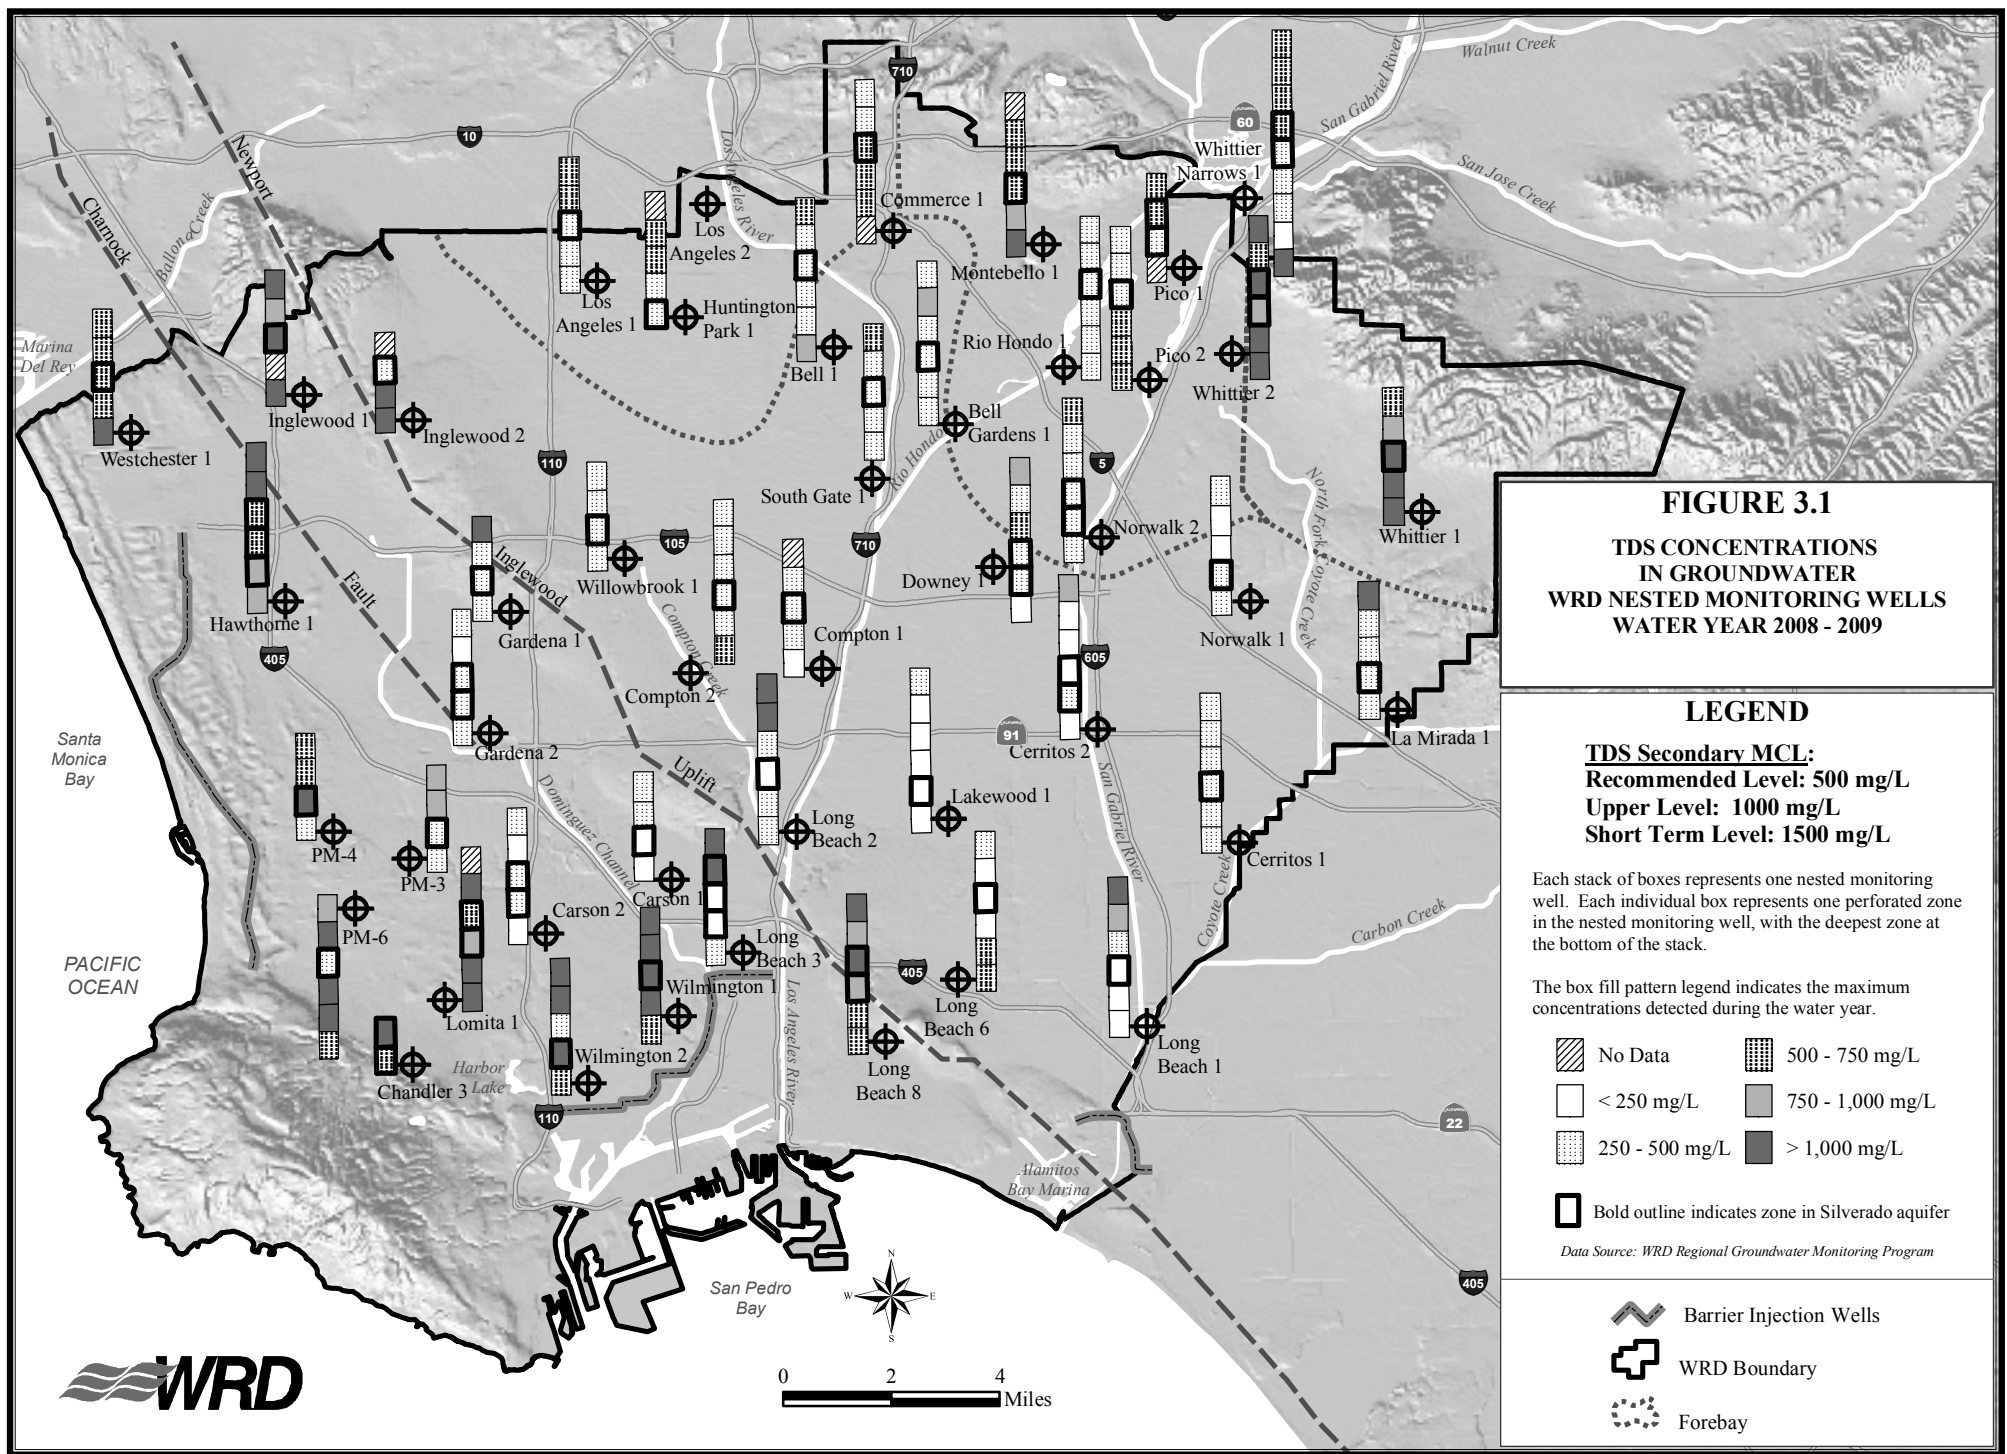 FIGURE 3.1
TDS CONCENTRATIONS
IN GROUNDWATER
WRD NESTED MONITORING WELLS
WATER YEAR 2008 - 2009
LEGEND
TDS Secondary MCL:
Recommended Level: 500 mg/L
Upper Level: 1000 mg/L
Short Term Level: 1500 mg/L
Each stack of boxes represents one nested monitoring
well. Each individual box represents one perforated zone
in the nested monitoring well, with the deepest zone at
the bottom of the stack.
The box fill pattern legend indicates the maximum
concentrations detected during the water year.
No Data
500 - 750 mg/L
< 250 mg/L
750 - 1,000 mg/L
250 - 500 mg/L
> 1,000 mg/L
Bold outline indicates zone in Silverado aquifer
Data Source: WRD Regional Groundwater Monitoring Program
Barrier Injection Wells
WRD Boundary
Forebay
Walnut Creek
San Gabriel River
710
60
10
Whittier
Narrows 1
San Jose Creek
Newport
Los Angeles River
Charnock
Ballona Creek
Commerce 1
Los
Angeles 2
Montebello 1
Pico 1
Los
Angeles 1
Huntington
Park 1
Marina
Del Rey
Rio Hondo 1
Pico 2
Bell 1
Whittier 2
Inglewood 1
Inglewood 2
Bell
Gardens 1
Westchester 1
110
5
South Gate 1
Rio Hondo
North Fork Coyote Creek
Whittier 1
Norwalk 2
105
710
Inglewood
Willowbrook 1
Downey 1
Fault
Hawthorne 1
Gardena 1
Compton Creek
Compton 1
Norwalk 1
405
605
Compton 2
Gardena 2
91
Cerritos 2
La Mirada 1
Santa
Monica
Bay
Uplift
Dominguez Channel
San Gabriel River
Lakewood 1
Long
Beach 2
PM-4
PM-3
Cerritos 1
Carson 1
Carson 2
Coyote Creek
Carbon Creek
PM-6
Long
Beach 3
PACIFIC
OCEAN
405
Wilmington 1
Los Angeles River
Lomita 1
Long
Beach 6
Long
Beach 1
Wilmington 2
Harbor
Lake
Chandler 3
Long
Beach 8
110
22
Alamitos
Bay Marina
San Pedro
Bay
N
W
E
S
405
0
2
4
Miles
WRD